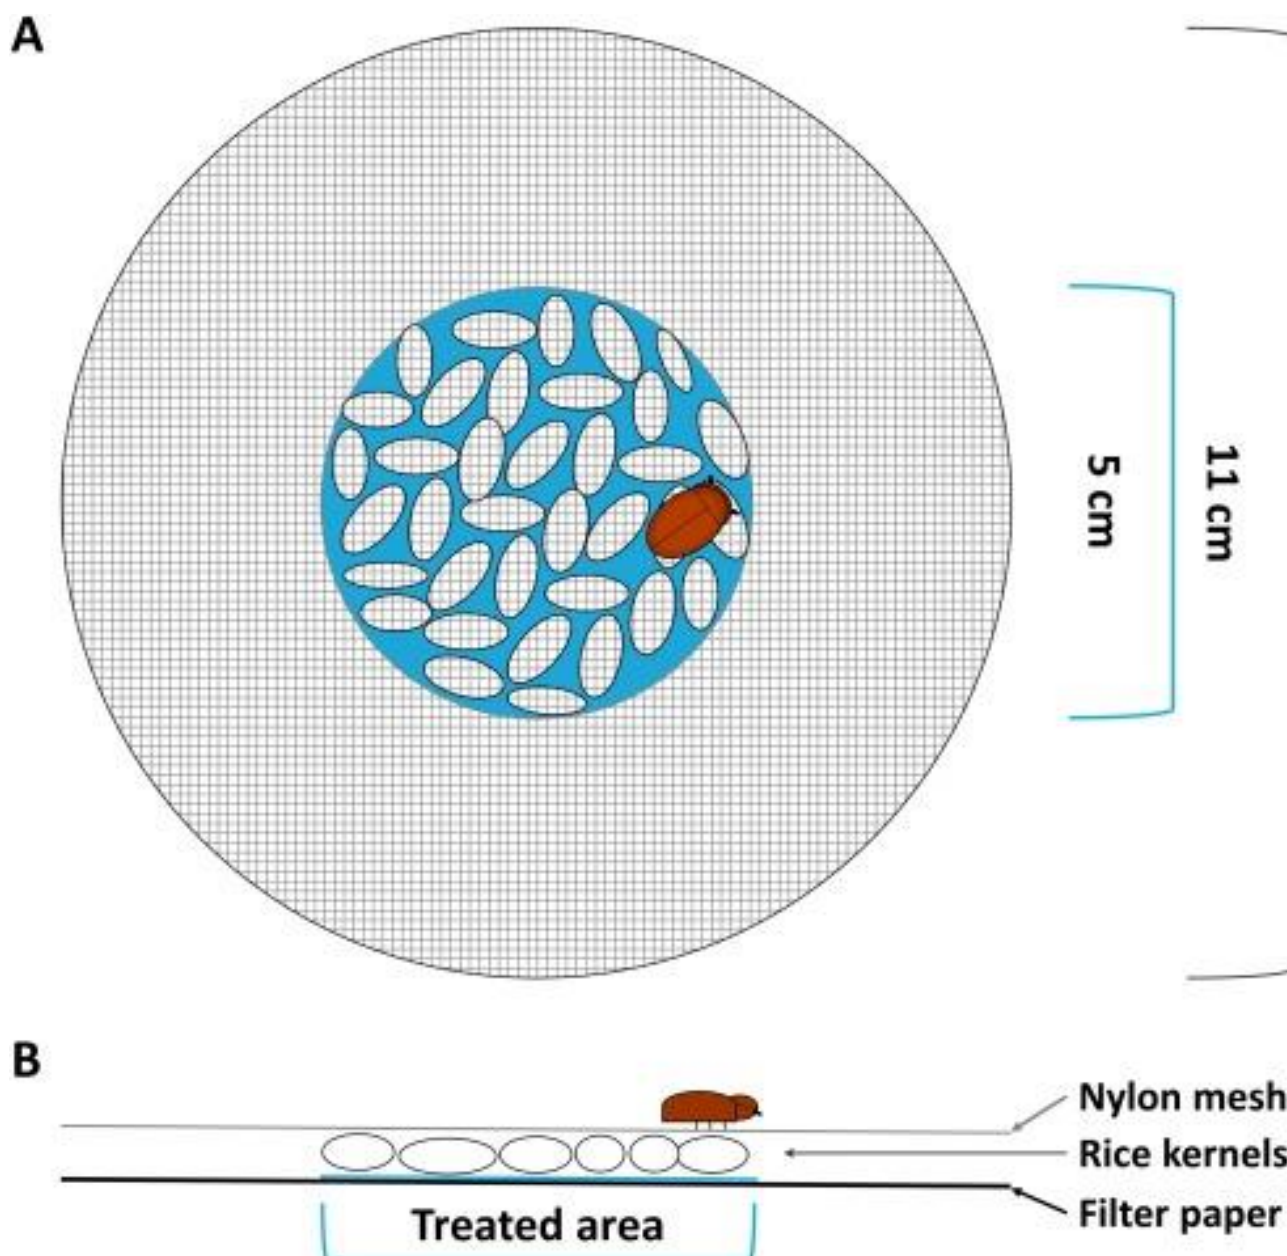 A
5 cm
11 cm
B
Nylon mesh
Rice kernels
Filter paper
Treated area